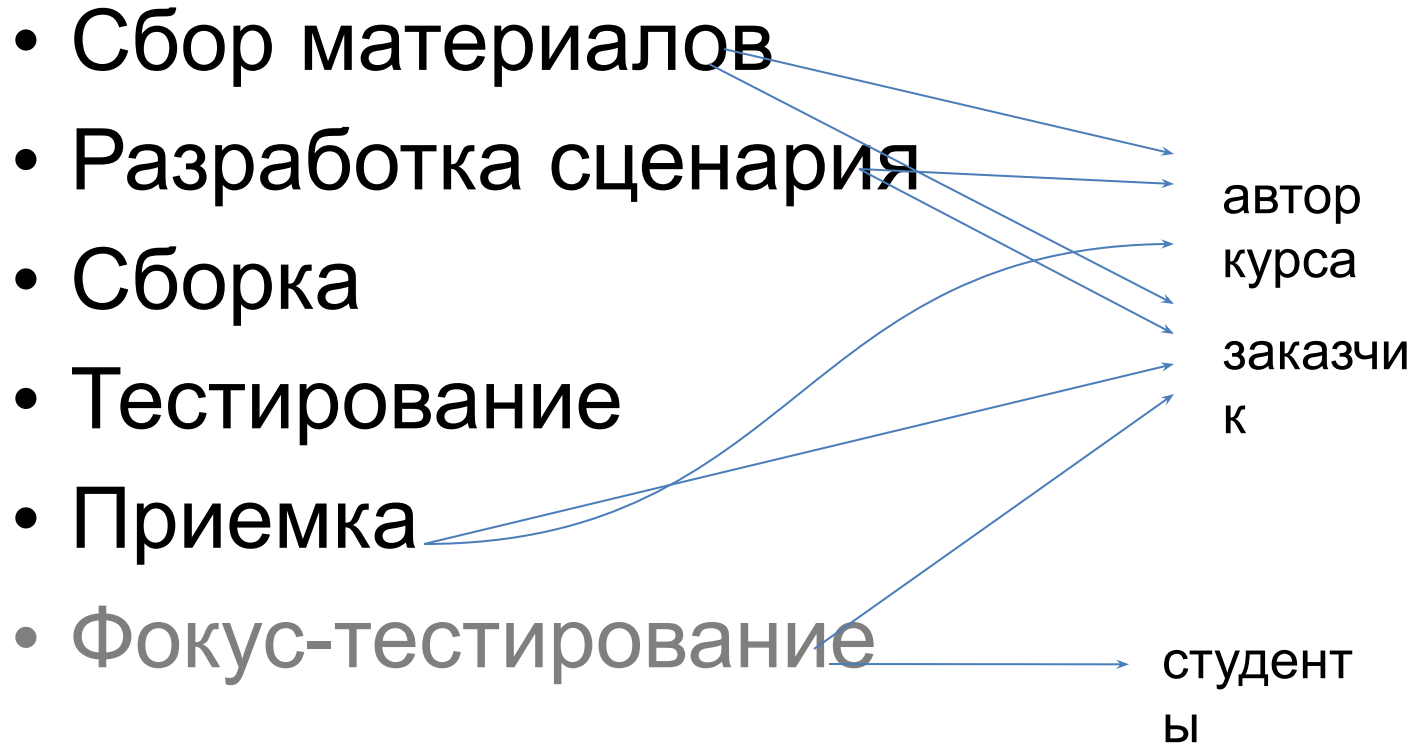 • Сбор материалов
• Разработка сценария
• Сборка
• Тестирование
• Приемка
• Фокус-тестирование
автор
курса
заказчи
к
студент
ы